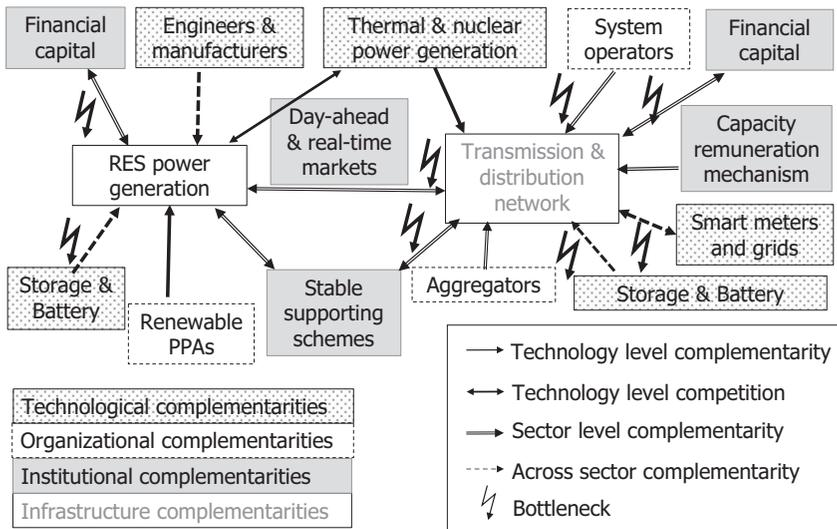 Financial
capital
Engineers &
manufacturers
Thermal & nuclear
power generation
System
operators
Financial
capital
Day-ahead
& real-time
markets
Capacity
remuneration
mechanism
RES power
generation
Transmission &
distribution
network
Smart meters
and grids
Storage &
Battery
Renewable
PPAs
Stable
supporting
schemes
Aggregators
Storage & Battery
Technological complementarities
Organizational complementarities
Institutional complementarities
Infrastructure complementarities
Technology level complementarity
Technology level competition
Sector level complementarity
Across sector complementarity
Bottleneck